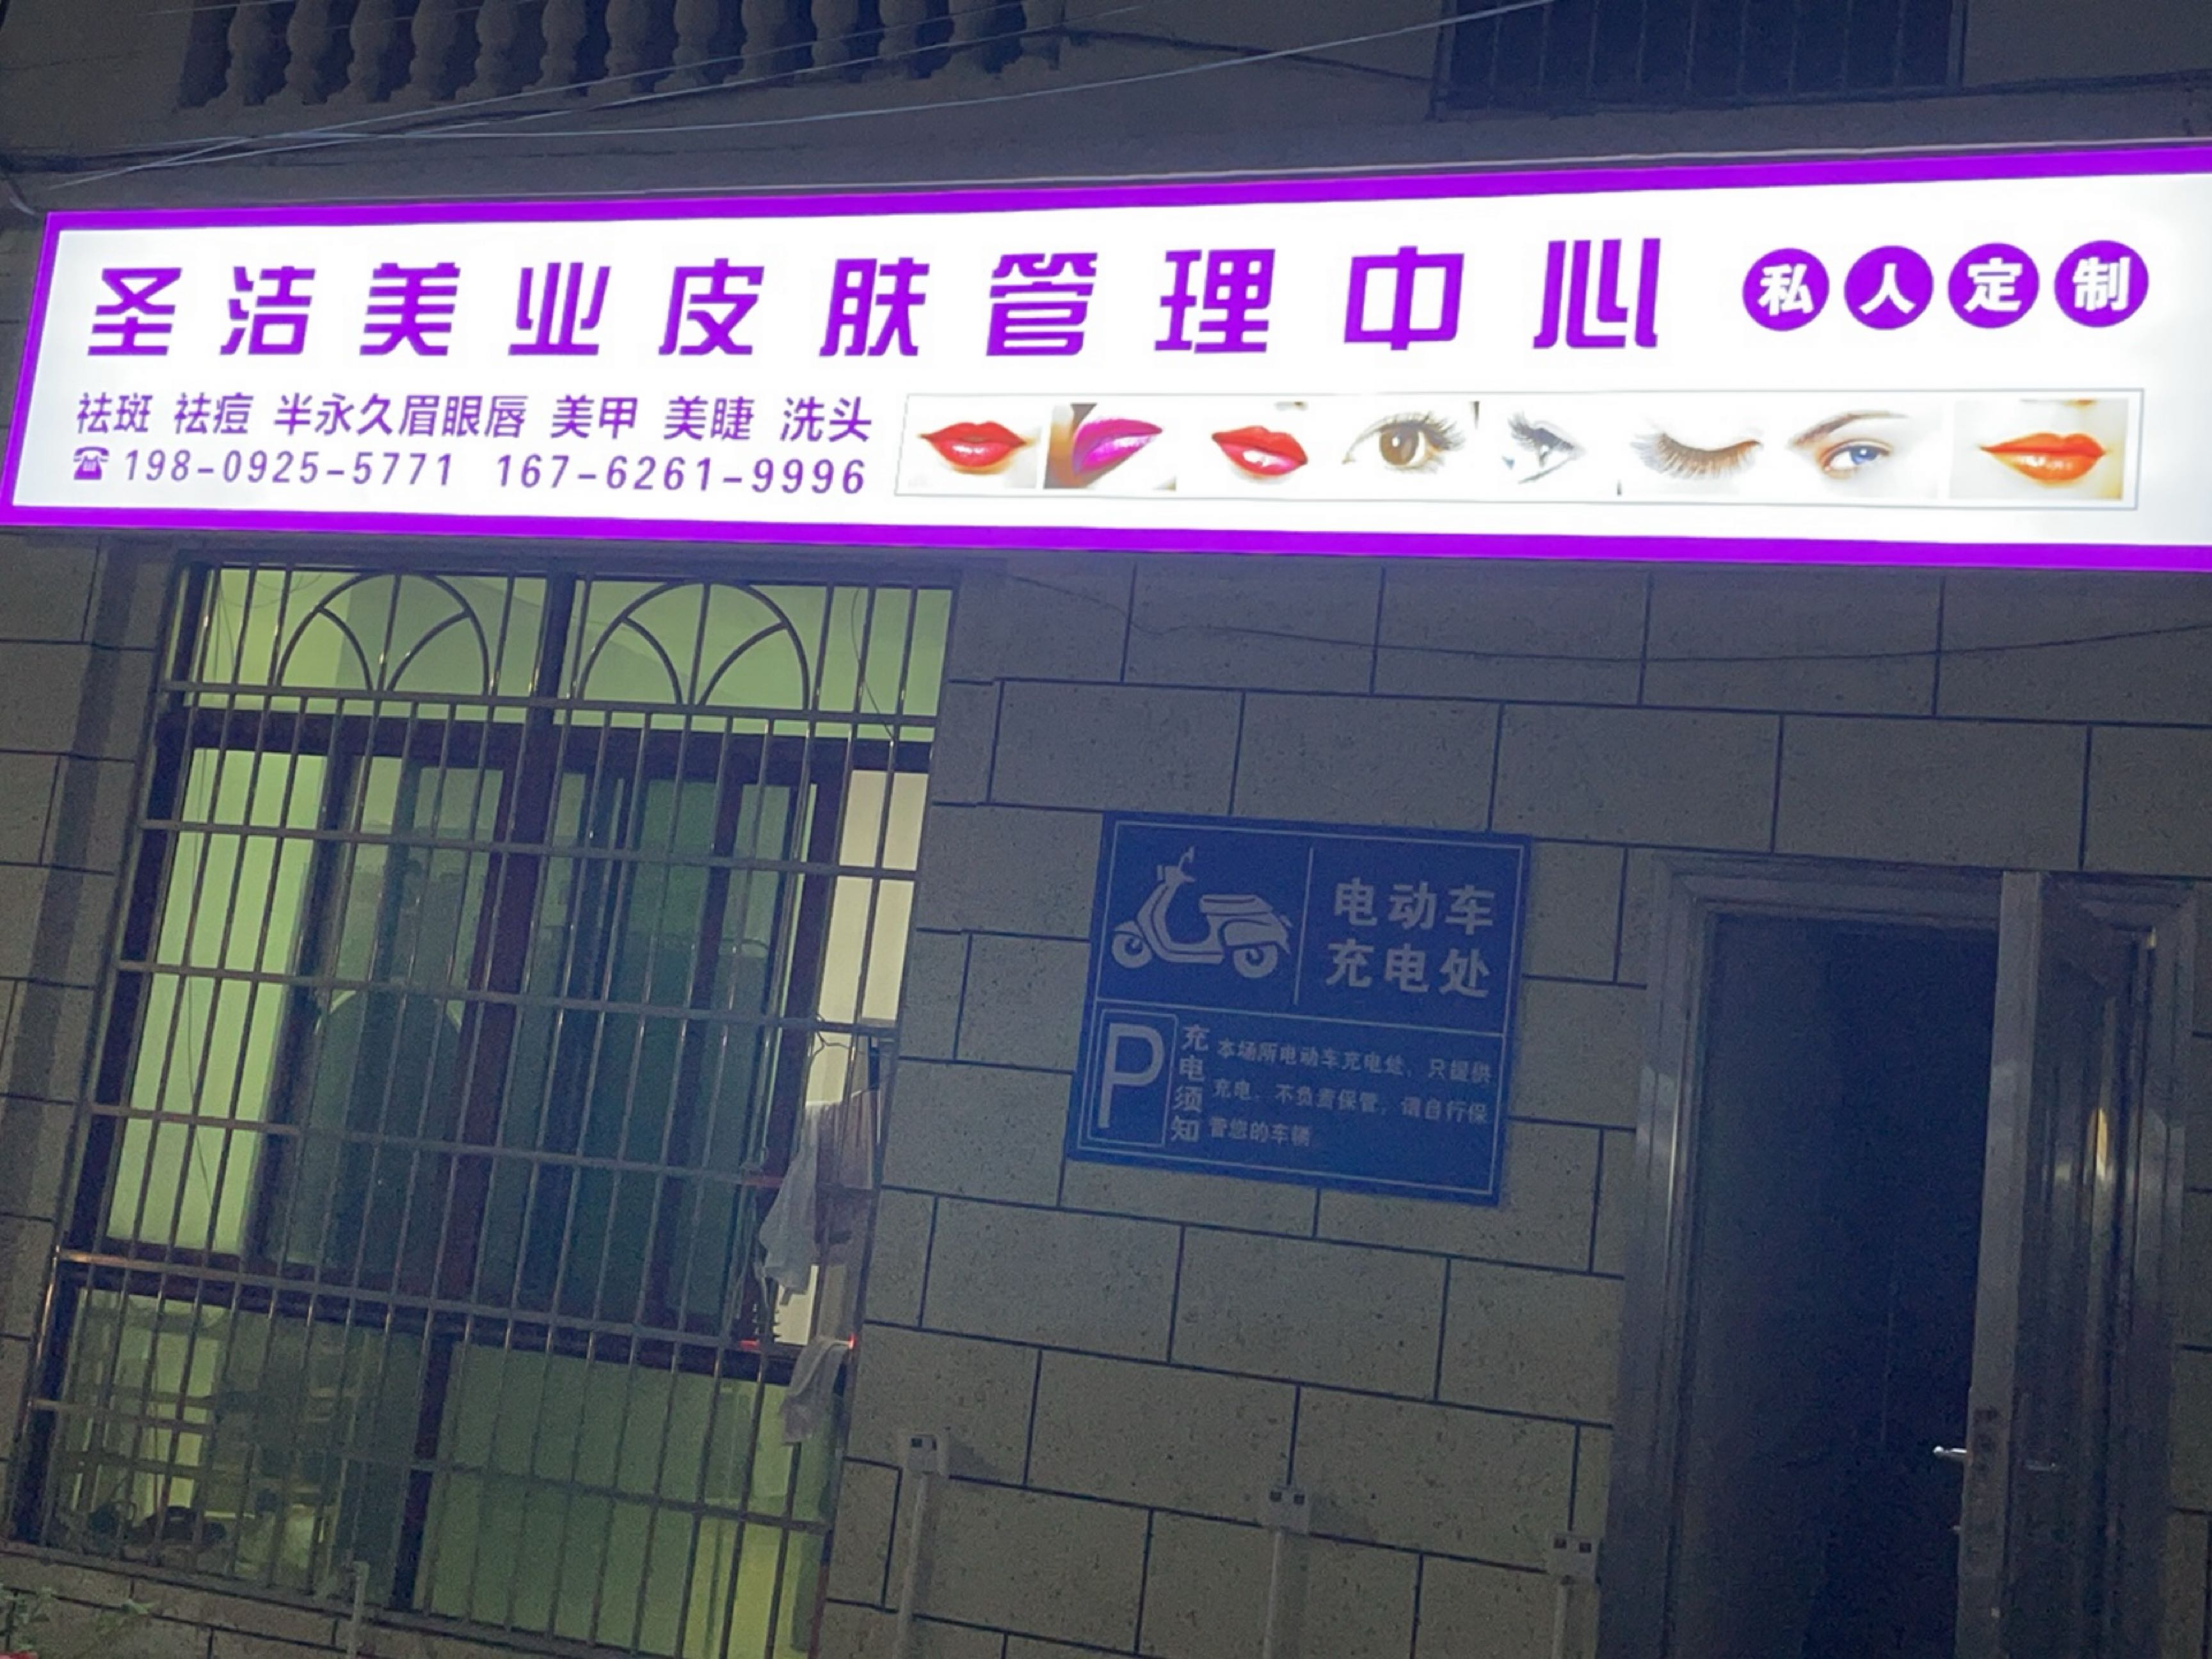 圣洁美业皮肤管理中心 私人定制
祛斑 祛痘 半永久眉眼唇 美甲 美睫 洗头
☎198-0925-5771 167-6261-9996
电动车
充电处
P
充电须知
本场所电动车充电处，只提供
充电，不负责保管，请自行保
管您的车辆